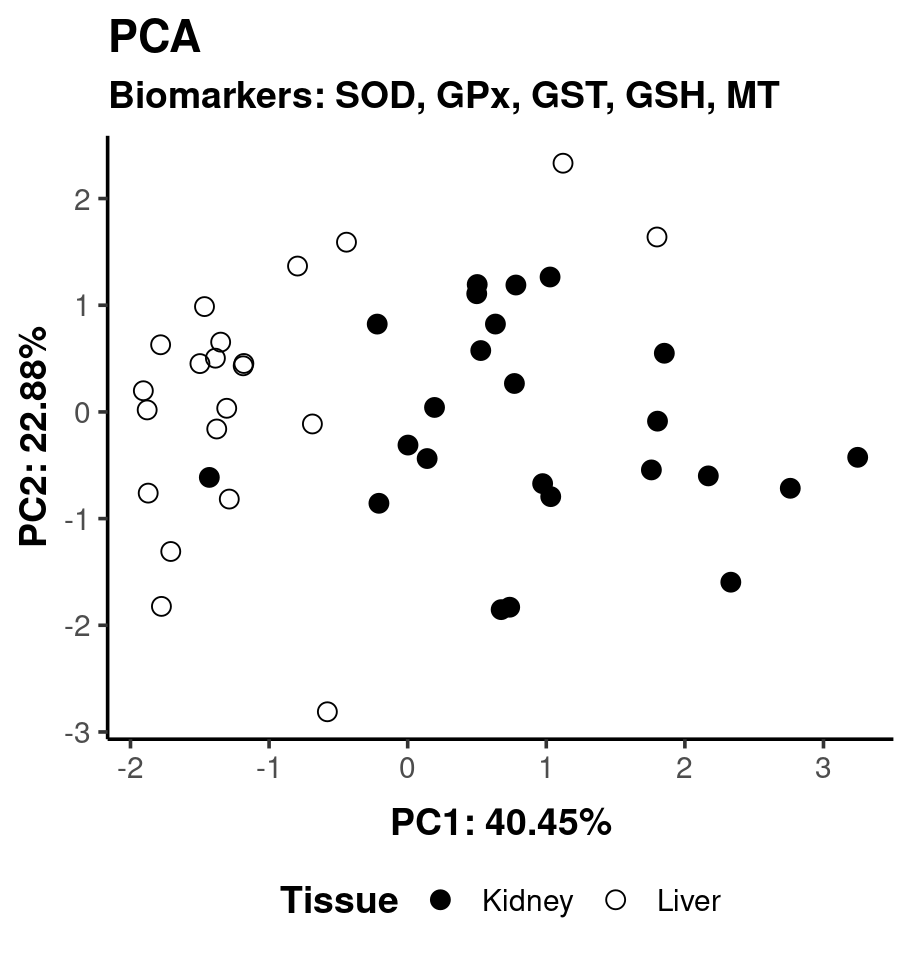 PCA
Biomarkers: SOD, GPx, GST, GSH, MT
2
1
0
-1
-2
-3
PC2: 22.88%
-2 -1 0 1 2 3
PC1: 40.45%
Tissue Kidney Liver